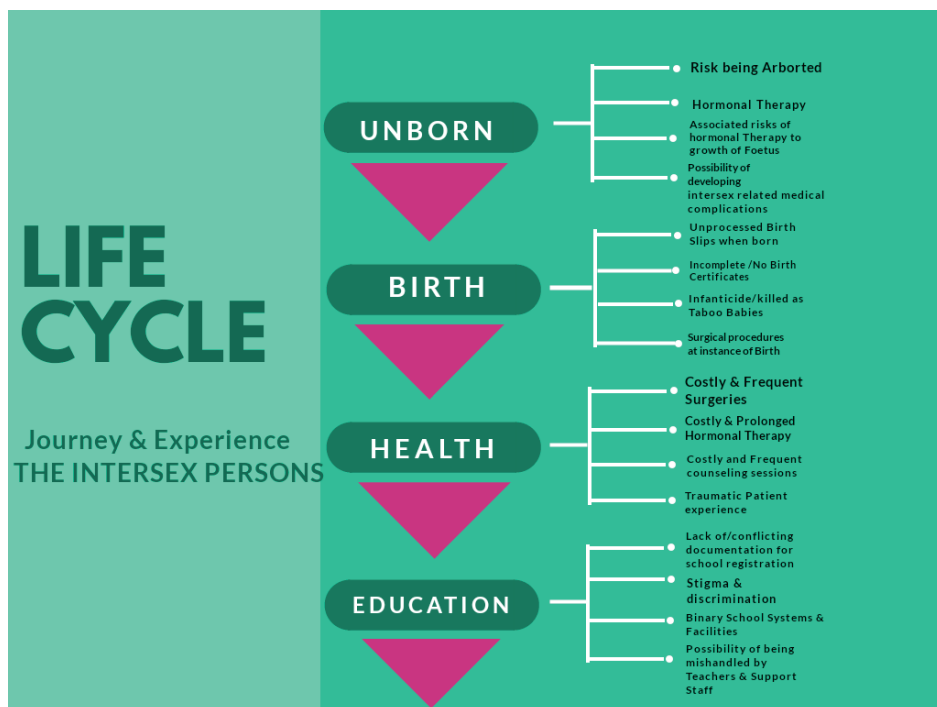 LIFE
CYCLE
Journey & Experience
THE INTERSEX PERSONS
UNBORN
Risk being Arborted
Hormonal Therapy
Associated risks of
hormonal Therapy to
growth of Foetus
Possibility of
developing
intersex related medical
complications
BIRTH
Unprocessed Birth
Slips when born
Incomplete /No Birth
Certificates
Infanticide/killed as
Taboo Babies
Surgical procedures
at instance of Birth
HEALTH
Costly & Frequent
Surgeries
Costly & Prolonged
Hormonal Therapy
Costly and Frequent
counseling sessions
Traumatic Patient
experience
EDUCATION
Lack of/conflicting
documentation for
school registration
Stigma &
discrimination
Binary School Systems &
Facilities
Possibility of being
mishandled by
Teachers & Support
Staff